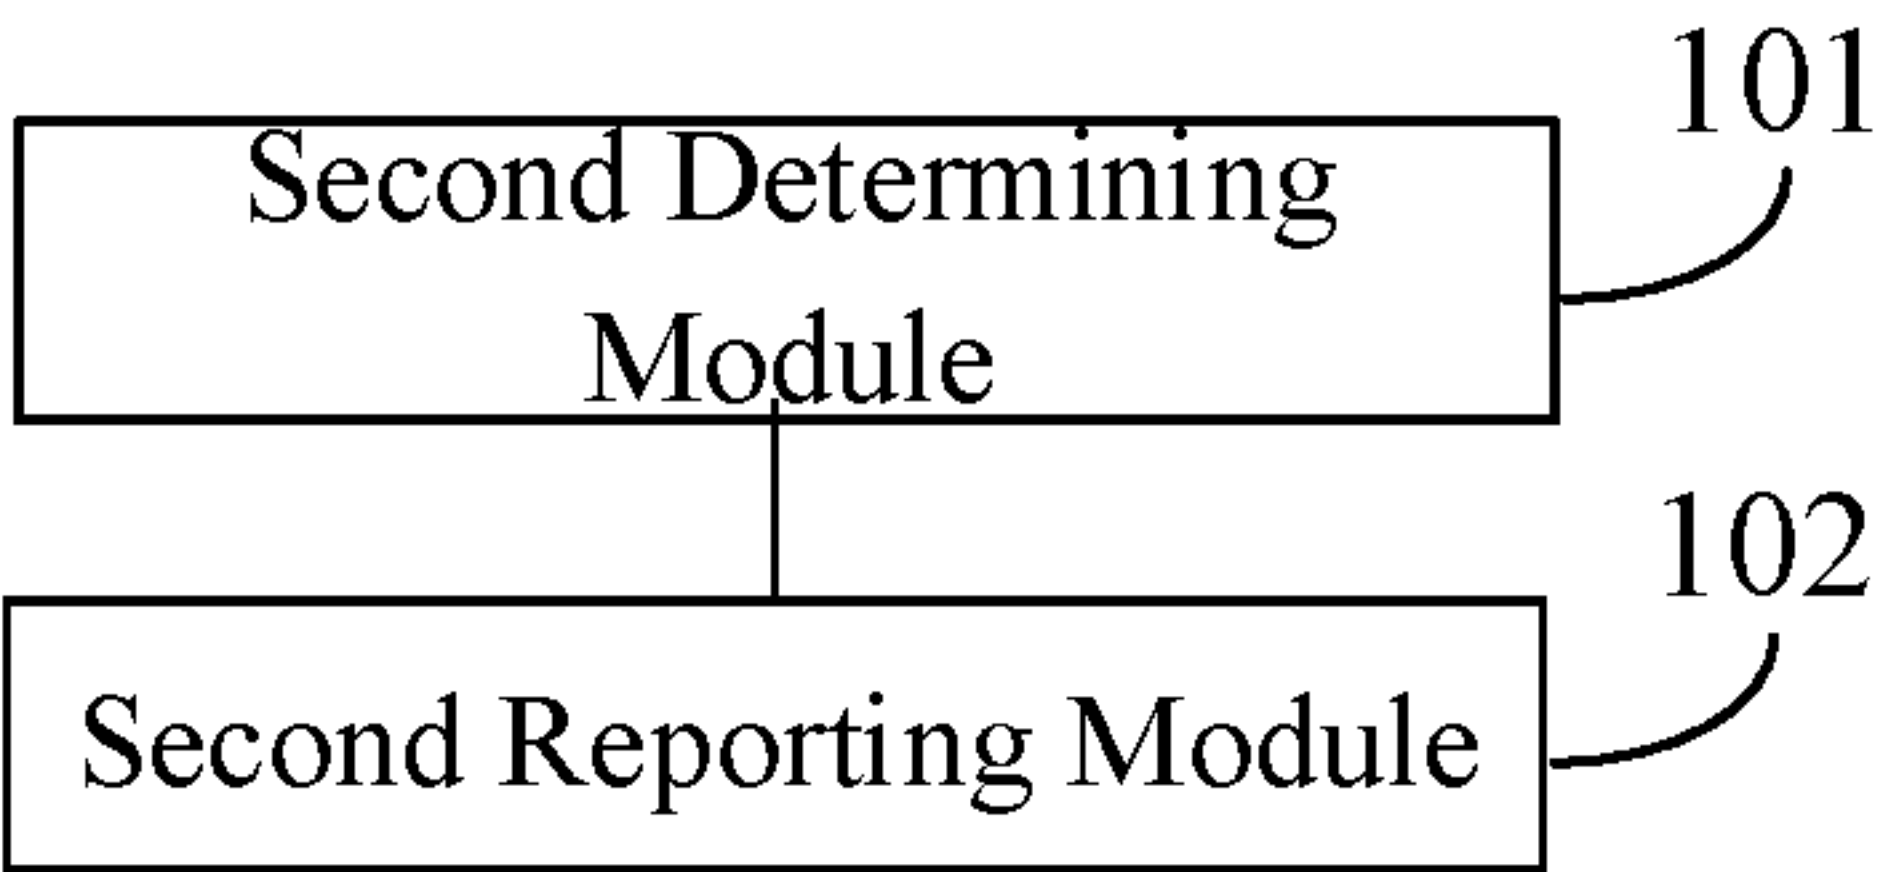 101
Second Determining
Module
102
Second Reporting Module